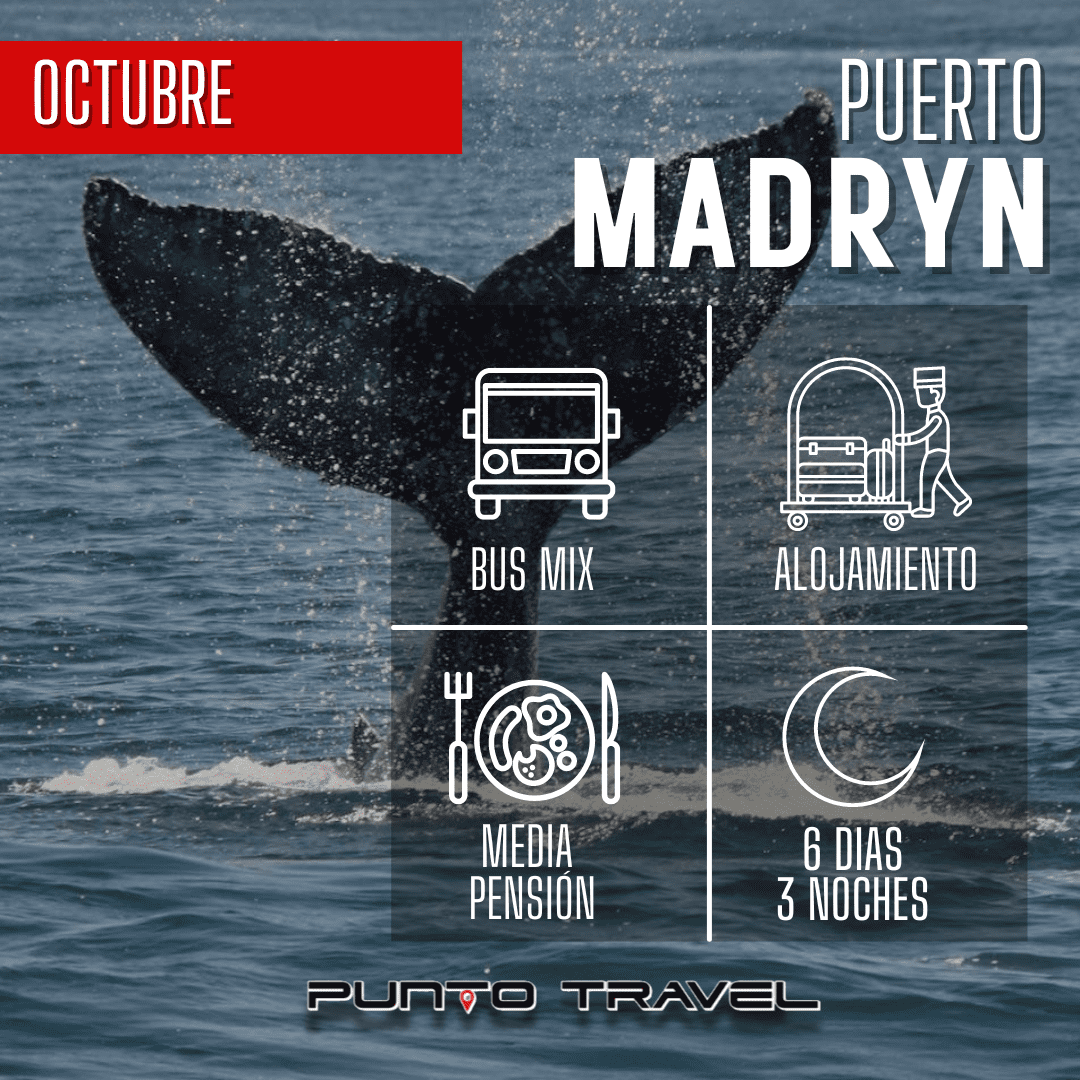 OCTUBRE
PUERTO
MADRYN
BUS MIX
ALOJAMIENTO
MEDIA
PENSIÓN
6 DIAS
3 NOCHES
PUNTO TRAVEL